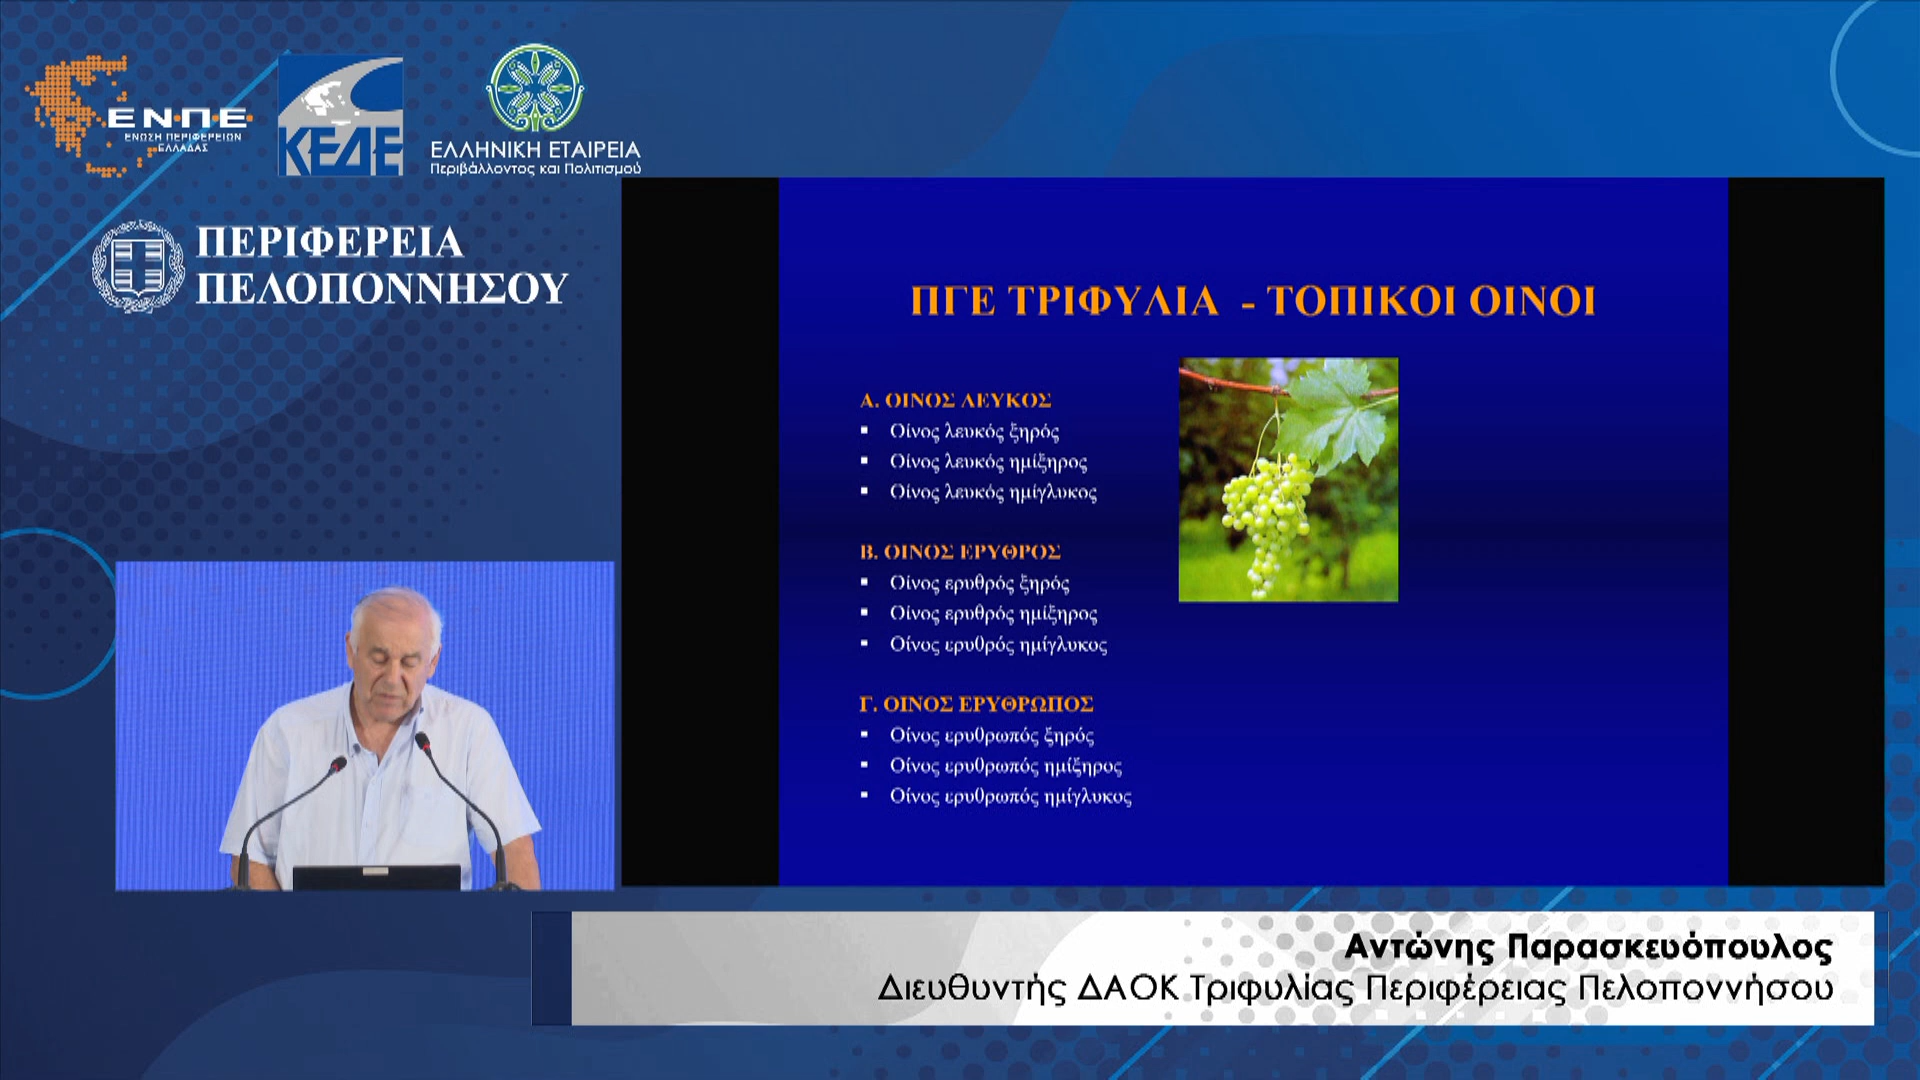 ΕΝΠΕ
ΕΝΩΣΗ ΠΕΡΙΦΕΡΕΙΩΝ
ΕΛΛΑΔΑΣ
ΚΕΔΕ
ΕΛΛΗΝΙΚΗ ΕΤΑΙΡΕΙΑ
Περιβάλλοντος και Πολιτισμού
ΠΕΡΙΦΕΡΕΙΑ
ΠΕΛΟΠΟΝΝΗΣΟΥ
ΠΓΕ ΤΡΙΦΥΛΙΑ - ΤΟΠΙΚΟΙ ΟΙΝΟΙ
Α. ΟΙΝΟΣ ΛΕΥΚΟΣ
▪ Οίνος λευκός ξηρός
▪ Οίνος λευκός ημίξηρος
▪ Οίνος λευκός ημίγλυκος
Β. ΟΙΝΟΣ ΕΡΥΘΡΟΣ
▪ Οίνος ερυθρός ξηρός
▪ Οίνος ερυθρός ημίξηρος
▪ Οίνος ερυθρός ημίγλυκος
Γ. ΟΙΝΟΣ ΕΡΥΘΡΩΠΟΣ
▪ Οίνος ερυθρωπός ξηρός
▪ Οίνος ερυθρωπός ημίξηρος
▪ Οίνος ερυθρωπός ημίγλυκος
Αντώνης Παρασκευόπουλος
Διευθυντής ΔΑΟΚ Τριφυλίας Περιφέρειας Πελοποννήσου